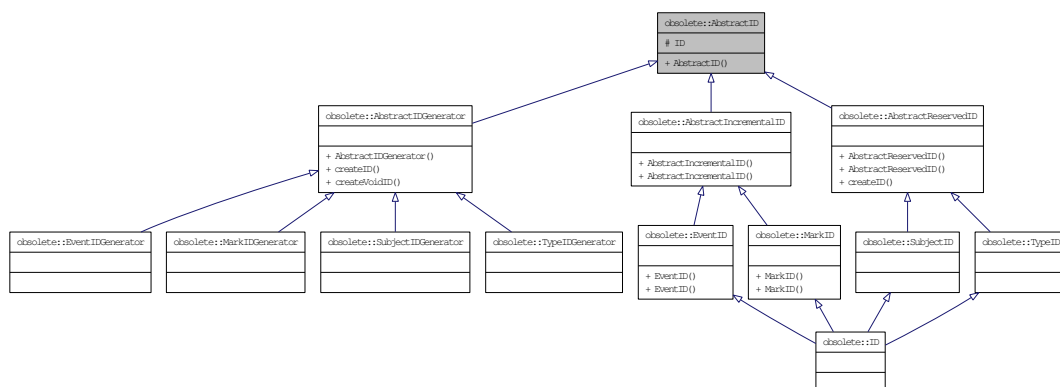 obsolete::AbstractID
# ID
+ AbstractID()
obsolete::AbstractIDGenerator
+ AbstractIDGenerator()
+ createID()
+ createVoidID()
obsolete::AbstractIncrementalID
+ AbstractIncrementalID()
+ AbstractIncrementalID()
obsolete::AbstractReservedID
+ AbstractReservedID()
+ AbstractReservedID()
+ createID()
obsolete::EventIDGenerator
obsolete::MarkIDGenerator
obsolete::SubjectIDGenerator
obsolete::TypeIDGenerator
obsolete::EventID
+ EventID()
+ EventID()
obsolete::MarkID
+ MarkID()
+ MarkID()
obsolete::SubjectID
obsolete::TypeID
obsolete::ID